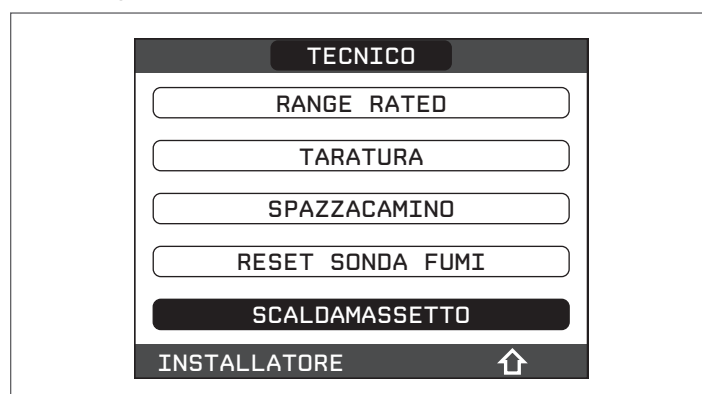 TECNICO
RANGE RATED
TARATURA
SPAZZACAMINO
RESET SONDA FUMI
SCALDAMASSETTO
INSTALLATORE